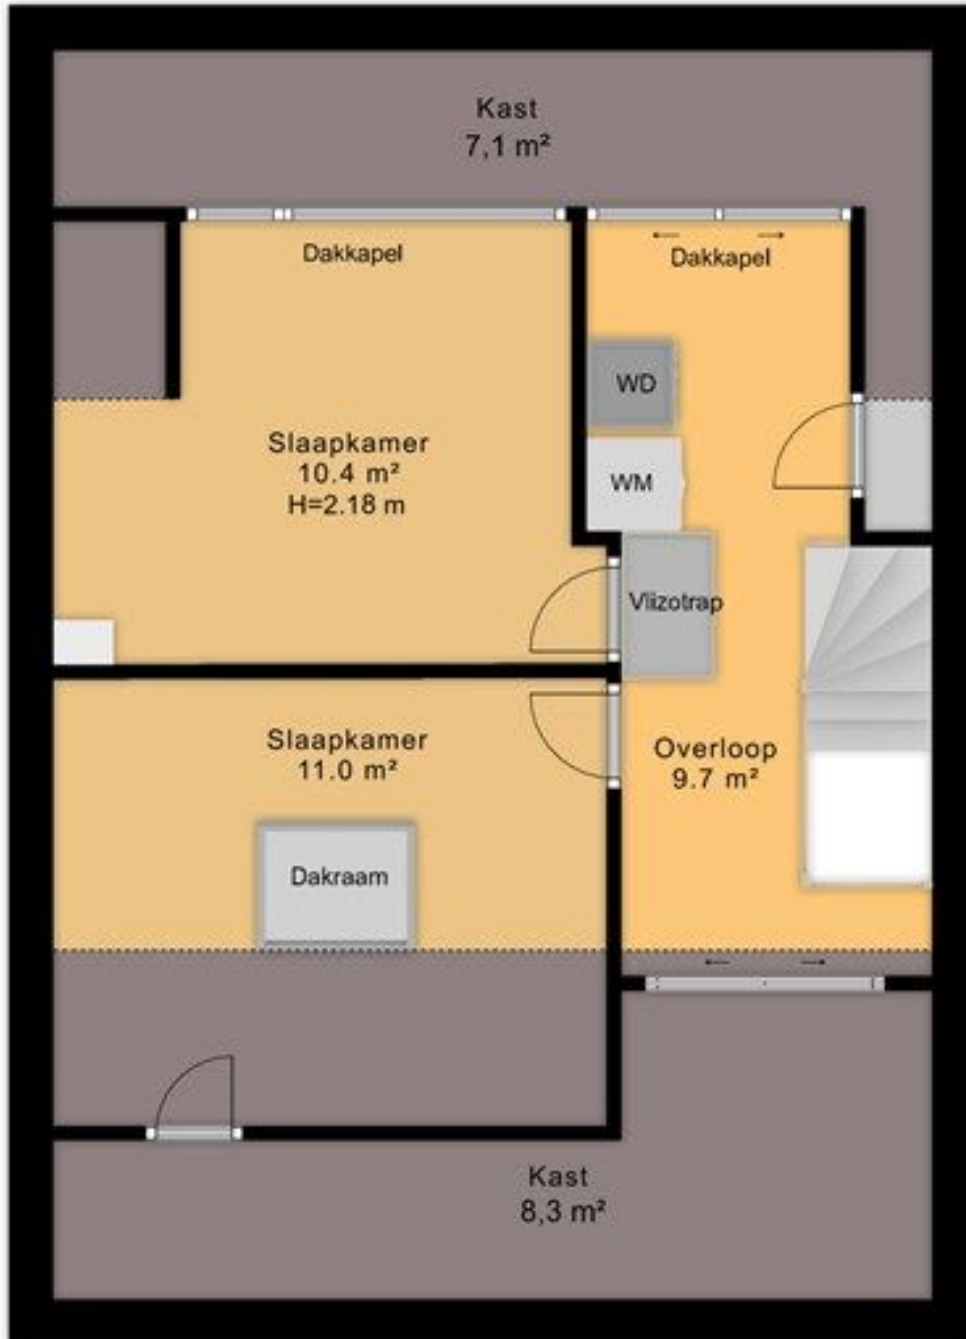 Kast
7,1 m²
Dakkapel
Dakkapel
WD
Slaapkamer
10.4 m²
H=2.18 m
WM
Vlizotrap
Slaapkamer
11.0 m²
Overloop
9.7 m²
Dakraam
Kast
8,3 m²